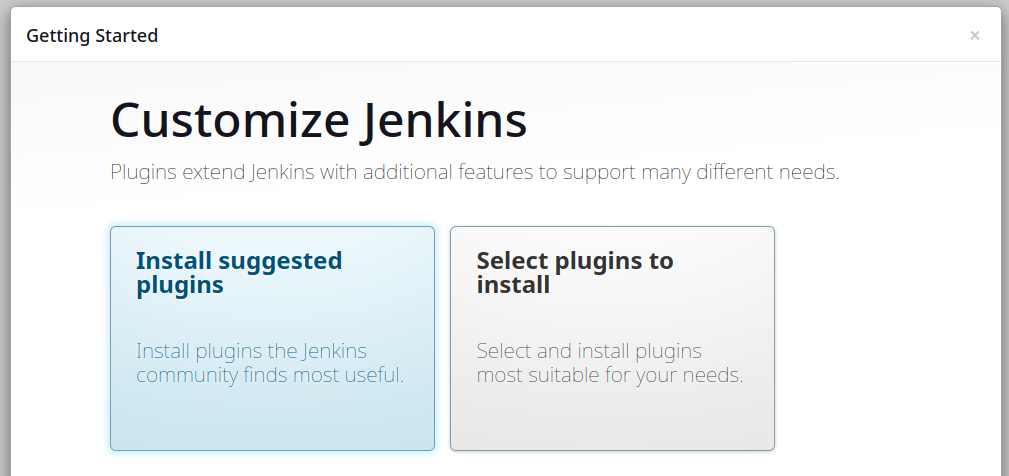 Getting Started ×
Customize Jenkins
Plugins extend Jenkins with additional features to support many different needs.
Install suggested
plugins
Install plugins the Jenkins
community finds most useful.
Select plugins to
install
Select and install plugins
most suitable for your needs.